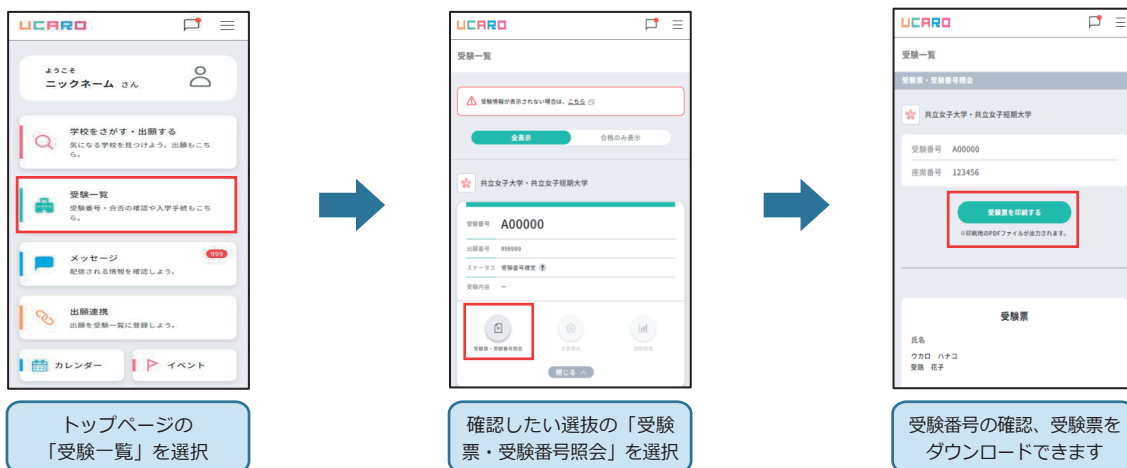 UCARO
ようこそ
ニックネーム さん
学校をさがす・出願する
気になる学校を見つけよう。出願もこち
ら。
受験一覧
受験番号・合否の確認や入学手続もこち
ら。
メッセージ
999
配信される情報を確認しよう。
出願連携
出願を受験一覧に登録しよう。
カレンダー
イベント
トップページの
「受験一覧」を選択
UCARO
受験一覧
受験情報が表示されない場合は、こちら
全表示
合格のみ表示
共立女子大学・共立女子短期大学
受験番号 A00000
出願番号 999999
ステータス 受験番号確定
受験内容 －
受験票・受験番号照会
合否照会
成績照会
閉じる
確認したい選抜の「受験
票・受験番号照会」を選択
UCARO
受験一覧
受験票・受験番号照会
共立女子大学・共立女子短期大学
受験番号 A00000
座席番号 123456
受験票を印刷する
※印刷用のPDFファイルが出力されます。
受験票
氏名
ウカロ ハナコ
受路 花子
受験番号の確認、受験票を
ダウンロードできます